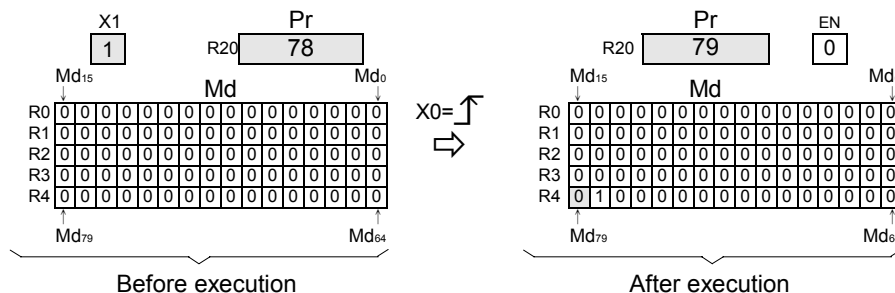 X1 Pr Pr EN
1 R20 78 R20 79 0
Md15 Md0 Md15 Md
Md X0= Md
R0 0 0 0 0 0 0 0 0 0 0 0 0 0 0 0 0 R0 0 0 0 0 0 0 0 0 0 0 0 0 0 0 0 0
R1 0 0 0 0 0 0 0 0 0 0 0 0 0 0 0 0 R1 0 0 0 0 0 0 0 0 0 0 0 0 0 0 0 0
R2 0 0 0 0 0 0 0 0 0 0 0 0 0 0 0 0 R2 0 0 0 0 0 0 0 0 0 0 0 0 0 0 0 0
R3 0 0 0 0 0 0 0 0 0 0 0 0 0 0 0 0 R3 0 0 0 0 0 0 0 0 0 0 0 0 0 0 0 0
R4 0 0 0 0 0 0 0 0 0 0 0 0 0 0 0 0 R4 0 1 0 0 0 0 0 0 0 0 0 0 0 0 0 0
Md79 Md64 Md79 Md6
Before execution After execution